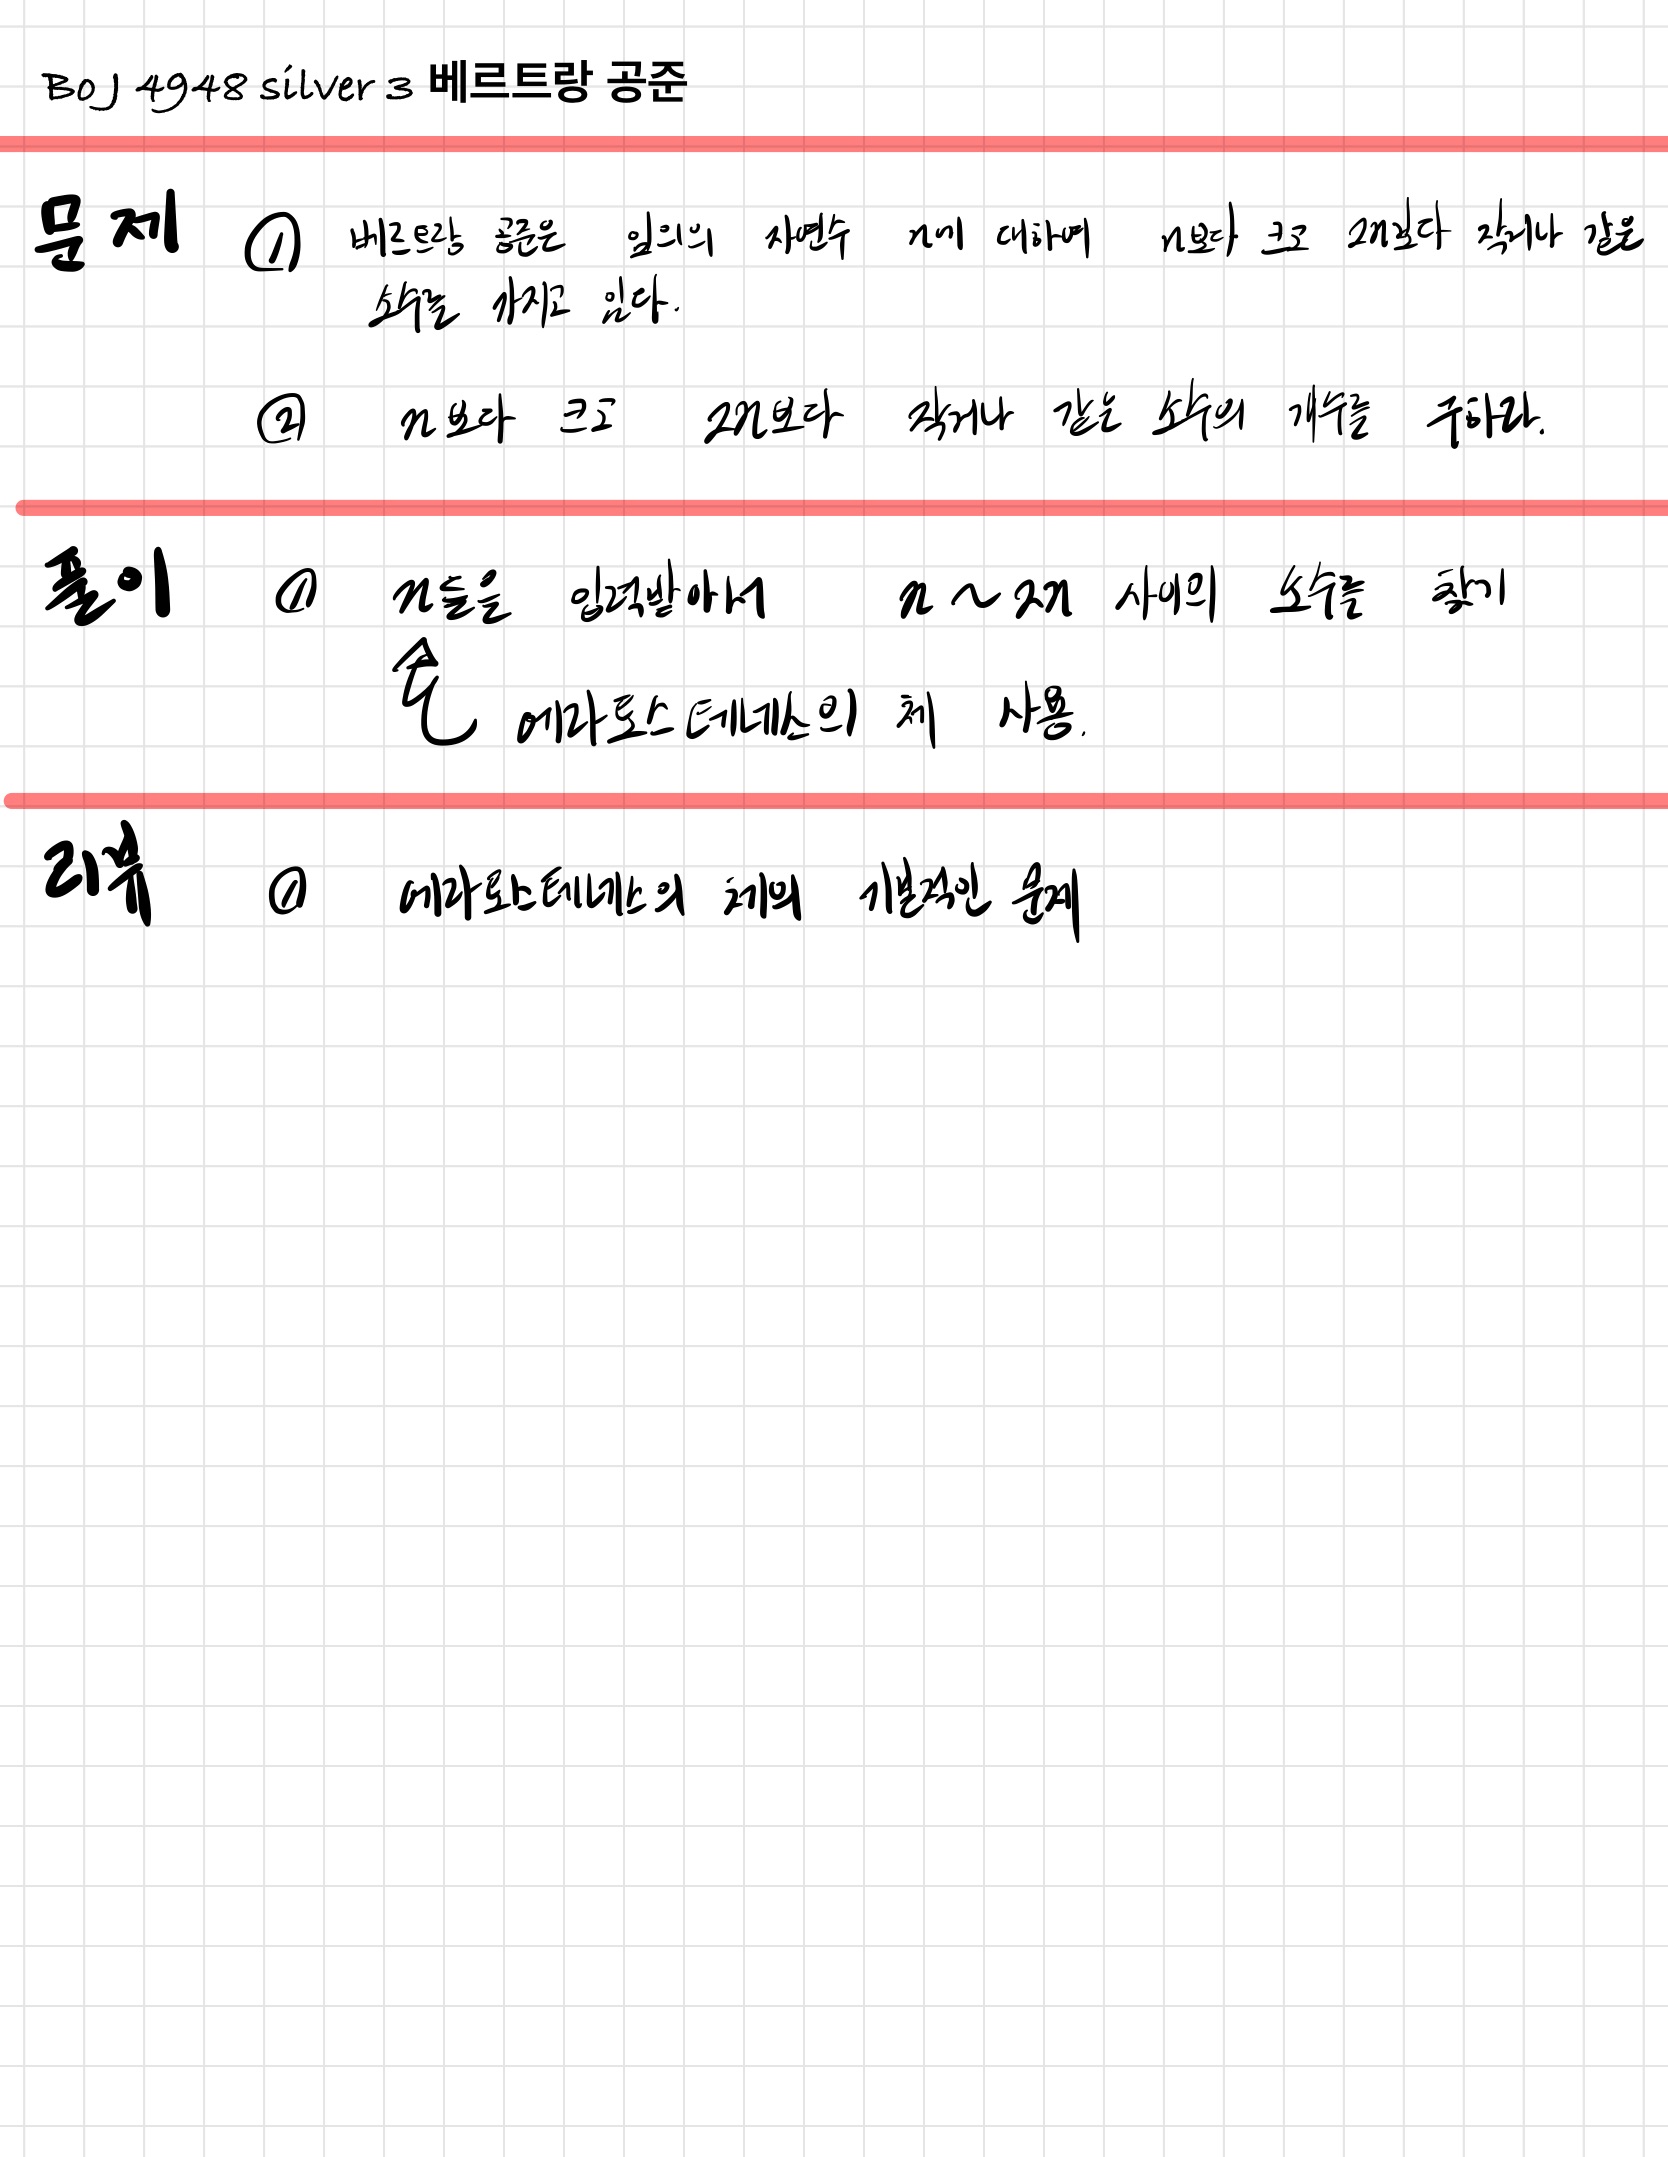 BOJ 4948 silver 3 베르트랑 공준
문제 ① 베르트랑 공준은 임의의 자연수 n에 대하여 n보다 크고 2n보다 작거나 같은
소수를 가지고 있다.
② n보다 크고 2n보다 작거나 같은 소수의 개수를 구하라.
풀이 ① n들을 입력받아서 n ~ 2n 사이의 소수를 찾기
에라토스테네스의 체 사용.
리뷰 ① 에라토스테네스의 체의 기본적인 문제